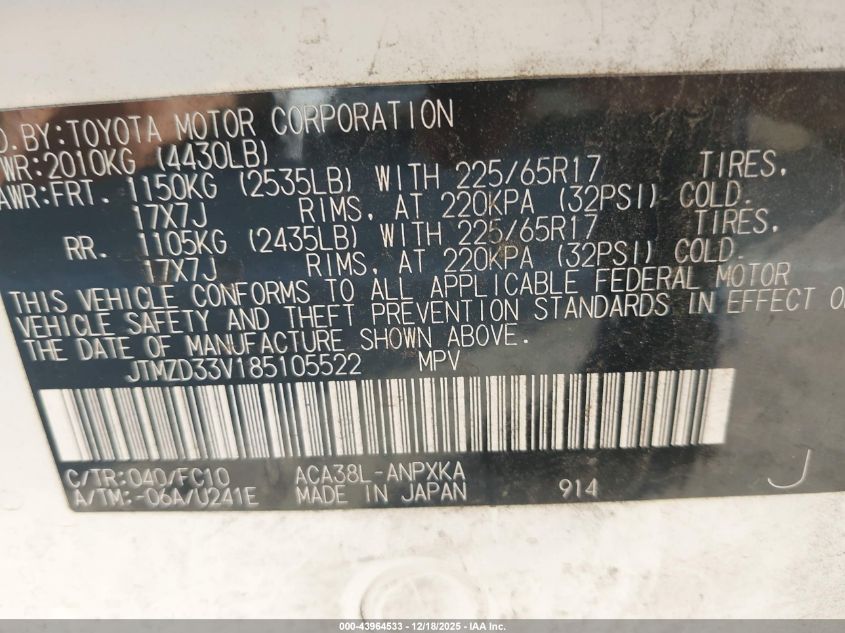 D. BY: TOYOTA MOTOR CORPORATION
WR: 2010KG (4430LB)
AWR: FRT. 1150KG (2535LB) WITH 225/65R17 TIRES,
17X7J RIMS, AT 220KPA (32PSI) COLD.
RR. 1105KG (2435LB) WITH 225/65R17 TIRES,
17X7J RIMS, AT 220KPA (32PSI) COLD.
THIS VEHICLE CONFORMS TO ALL APPLICABLE FEDERAL MOTOR
VEHICLE SAFETY AND THEFT PREVENTION STANDARDS IN EFFECT O
THE DATE OF MANUFACTURE SHOWN ABOVE.
JTMZD33V185105522 MPV
C/TR: 040/FC10 ACA38L-ANPXKA
A/TM: -06A/U241E MADE IN JAPAN 914 J
000-43964533 - 12/18/2025 - IAA Inc.